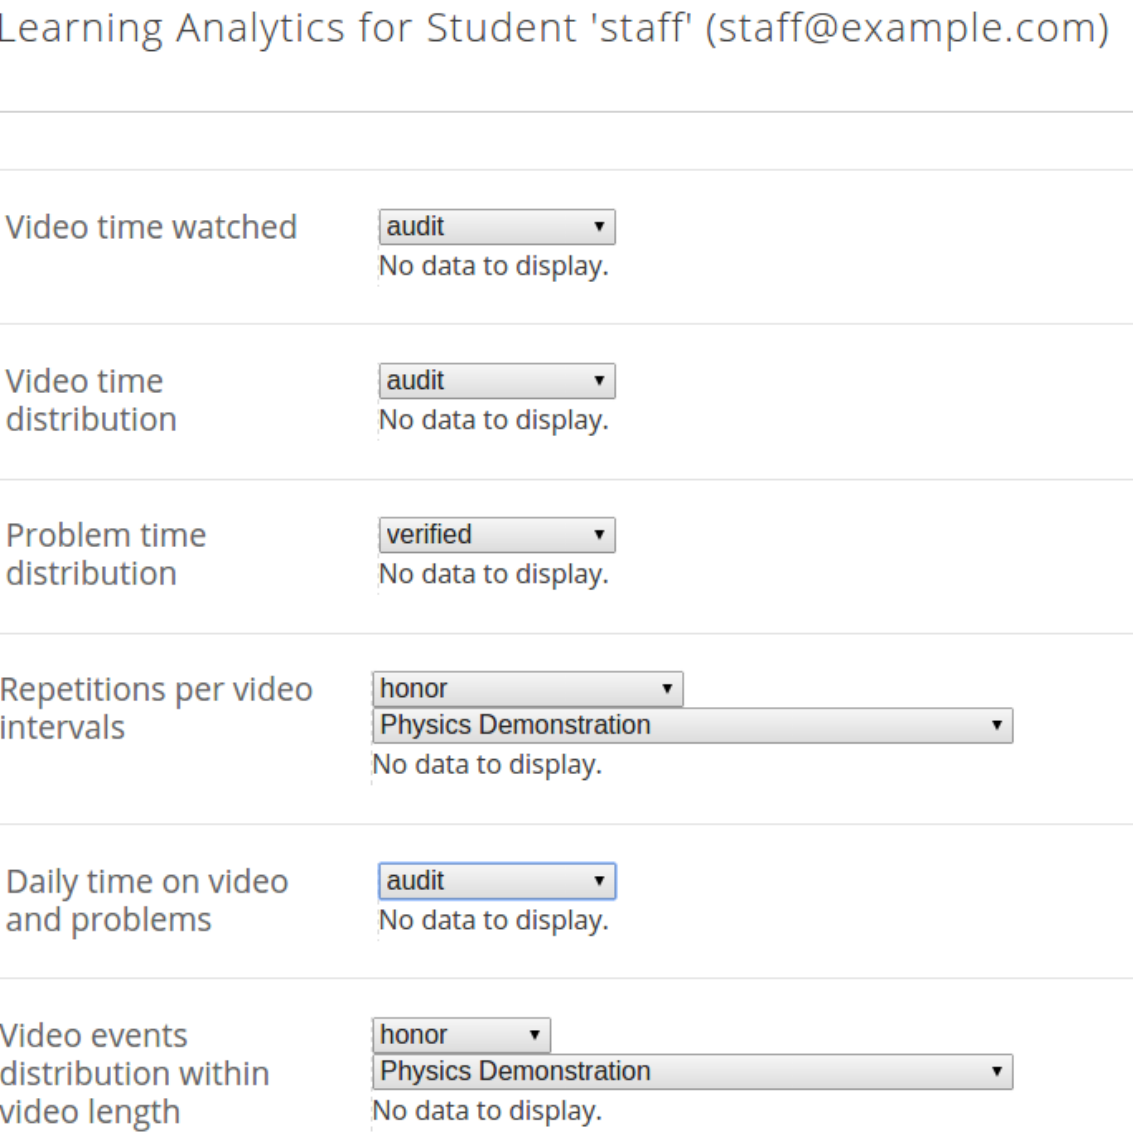 Learning Analytics for Student 'staff' (staff@example.com)
Video time watched
audit
No data to display.
Video time
distribution
audit
No data to display.
Problem time
distribution
verified
No data to display.
Repetitions per video
intervals
honor
Physics Demonstration
No data to display.
Daily time on video
and problems
audit
No data to display.
Video events
distribution within
video length
honor
Physics Demonstration
No data to display.